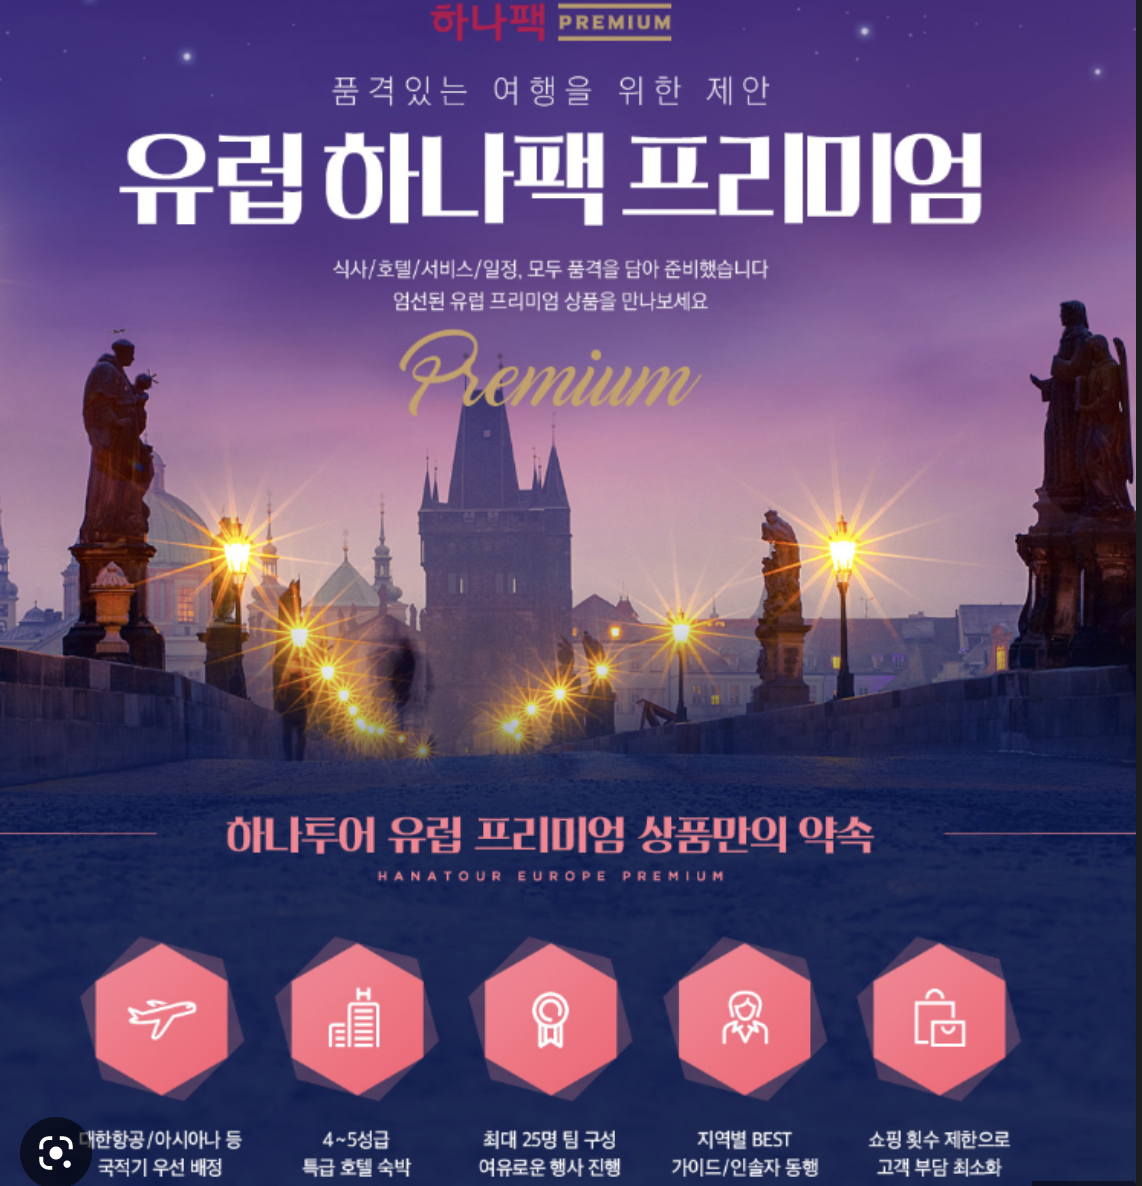 하나팩 PREMIUM
품격있는 여행을 위한 제안
유럽 하나팩 프리미엄
식사/호텔/서비스/일정, 모두 품격을 담아 준비했습니다
엄선된 유럽 프리미엄 상품을 만나보세요
Premium
하나투어 유럽 프리미엄 상품만의 약속
HANATOUR EUROPE PREMIUM
대한항공/아시아나 등
국적기 우선 배정
4~5성급
특급 호텔 숙박
최대 25명 팀 구성
여유로운 행사 진행
지역별 BEST
가이드/인솔자 동행
쇼핑 횟수 제한으로
고객 부담 최소화